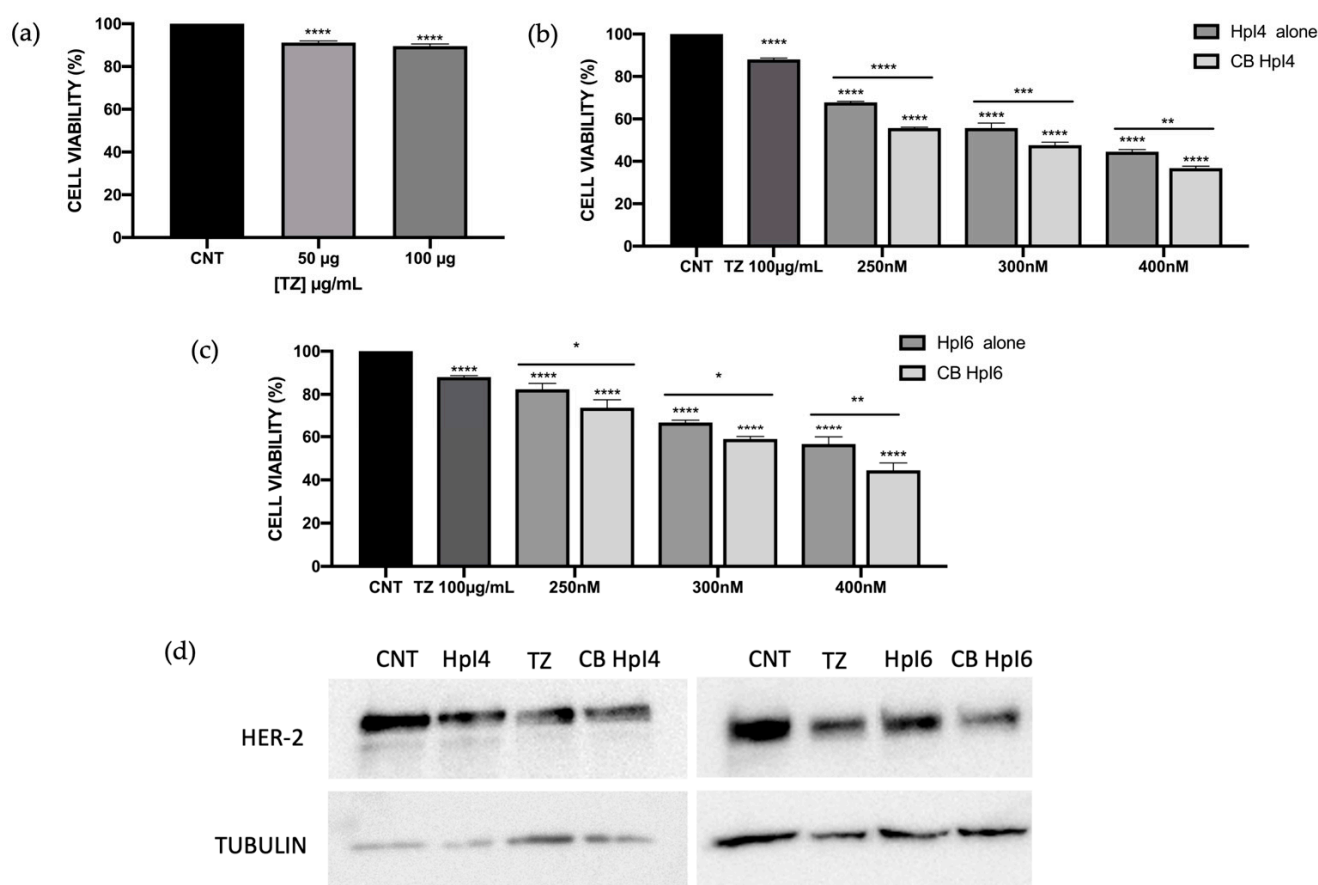 (a)
CELL VIABILITY (%)
100
80
60
40
20
0
**** ****
CNT 50 µg 100 µg
[TZ] µg/mL
(b)
Hpl4 alone
CB Hpl4
CELL VIABILITY (%)
100
80
60
40
20
0
****
**** *** **
**** **** **** **** **** ****
CNT TZ 100µg/mL 250nM 300nM 400nM
(c)
Hpl6 alone
CB Hpl6
CELL VIABILITY (%)
100
80
60
40
20
0
****
* * **
**** **** **** **** **** ****
CNT TZ 100µg/mL 250nM 300nM 400nM
(d)
CNT Hpl4 TZ CB Hpl4 CNT TZ Hpl6 CB Hpl6
HER-2
TUBULIN